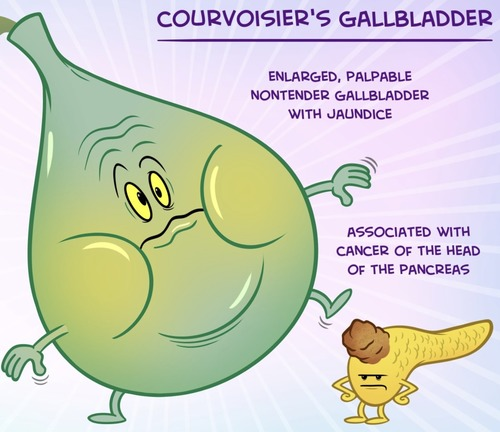 COURVOISIER'S GALLBLADDER
ENLARGED, PALPABLE
NONTENDER GALLBLADDER
WITH JAUNDICE
ASSOCIATED WITH
CANCER OF THE HEAD
OF THE PANCREAS